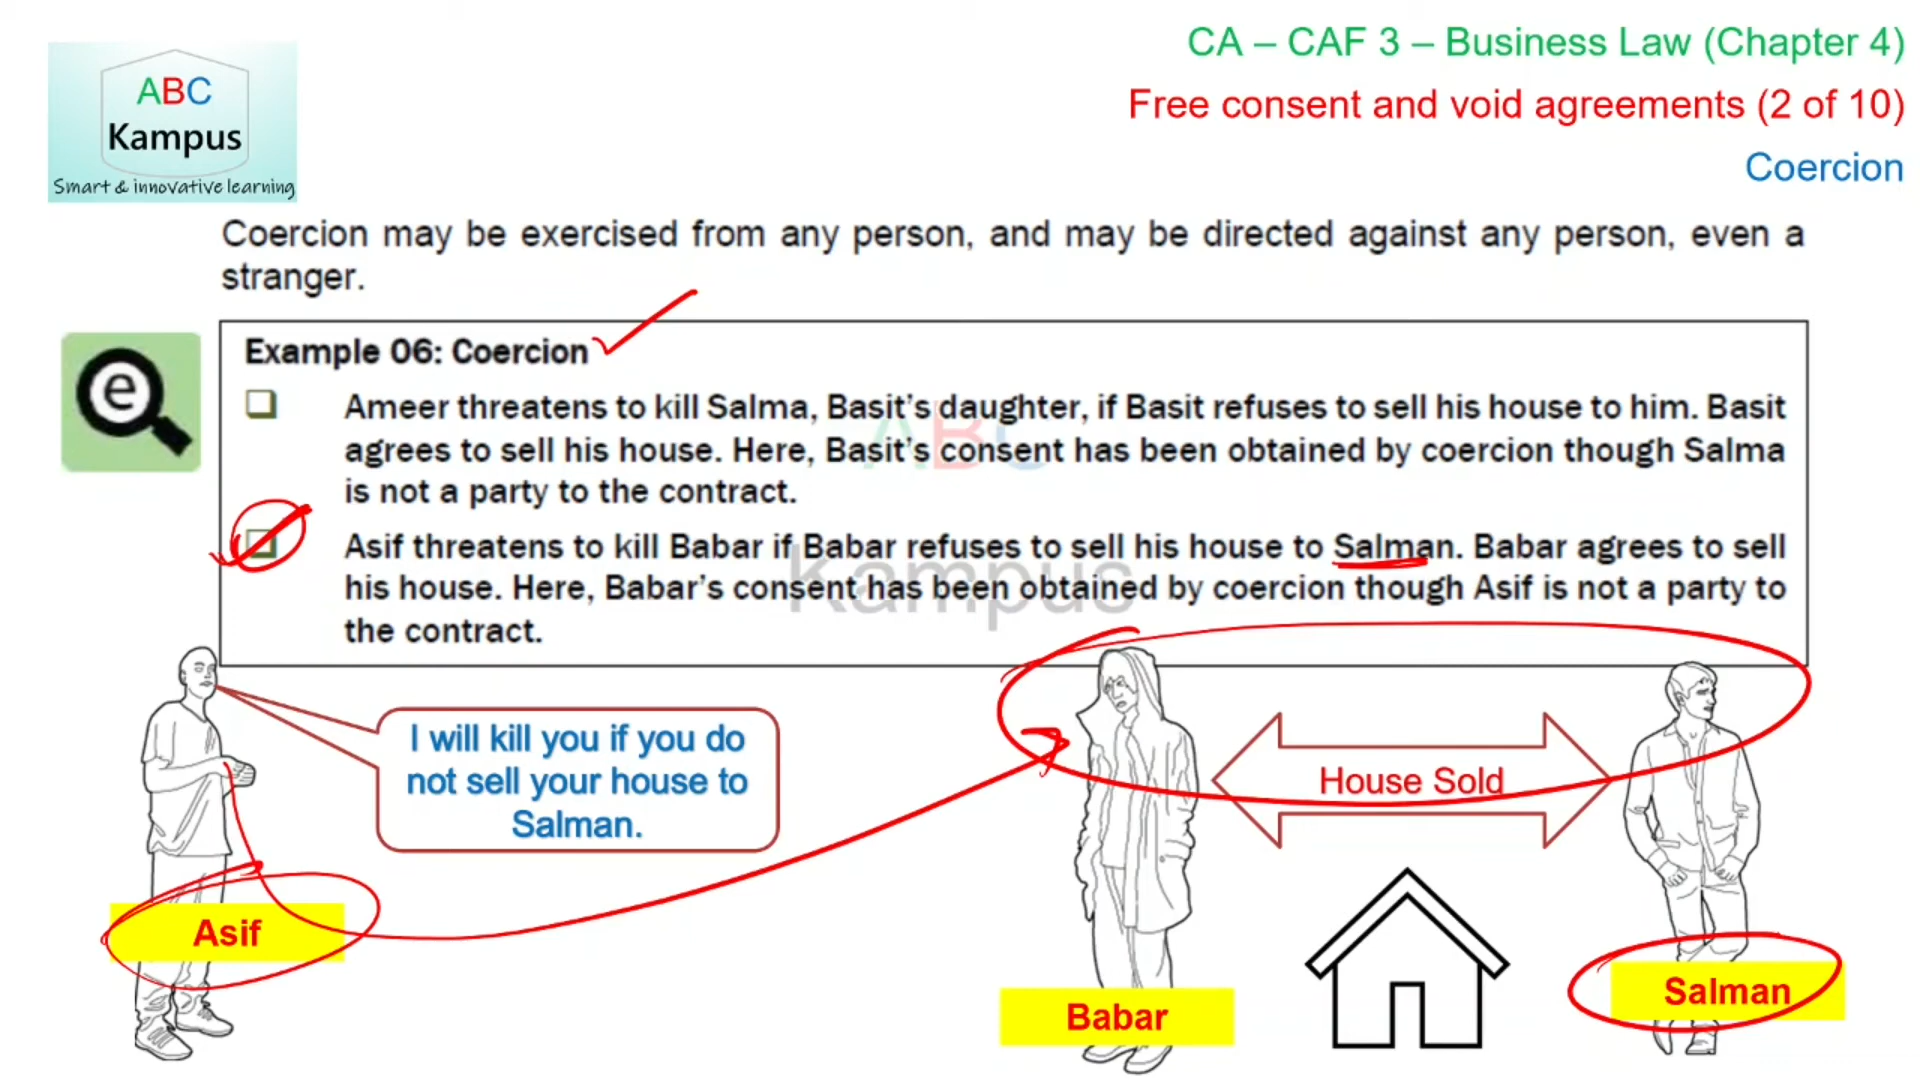 CA – CAF 3 – Business Law (Chapter 4)
ABC
Kampus
Smart & innovative learning
Free consent and void agreements (2 of 10)
Coercion
Coercion may be exercised from any person, and may be directed against any person, even a
stranger.
e
Example 06: Coercion
Ameer threatens to kill Salma, Basit's daughter, if Basit refuses to sell his house to him. Basit
agrees to sell his house. Here, Basit's consent has been obtained by coercion though Salma
is not a party to the contract.
Asif threatens to kill Babar if Babar refuses to sell his house to Salman. Babar agrees to sell
his house. Here, Babar's consent has been obtained by coercion though Asif is not a party to
the contract.
ABC
Kampus
I will kill you if you do
not sell your house to
Salman.
House Sold
Asif
Babar
Salman